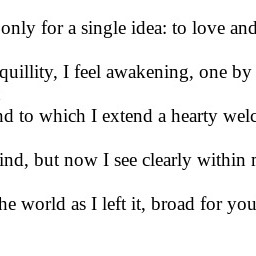 only for a single idea: to love and
quillity, I feel awakening, one by
nd to which I extend a hearty welc
ind, but now I see clearly within
he world as I left it, broad for you